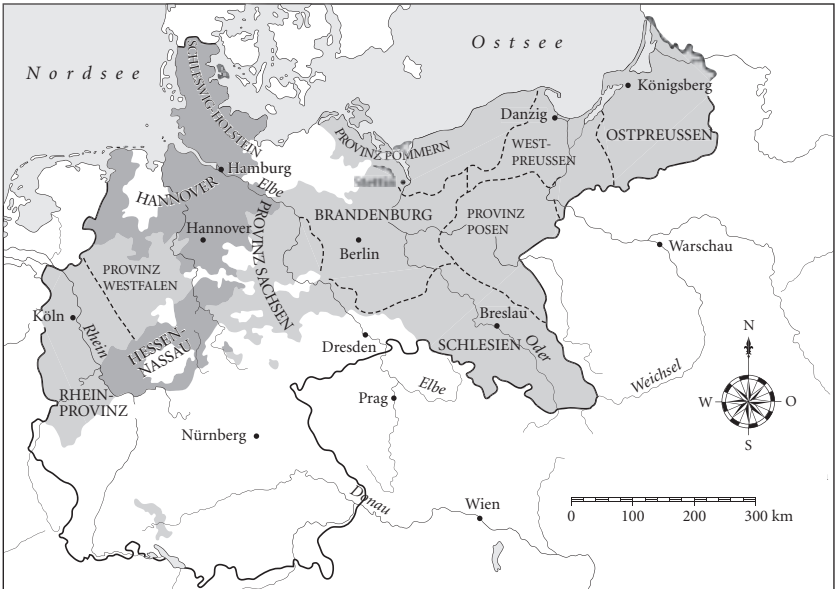 Nordsee
Ostsee
SCHLESWIG-HOLSTEIN
Königsberg
Danzig
OSTPREUSSEN
PROVINZ POMMERN
WEST-
PREUSSEN
Hamburg
HANNOVER
Elbe
BRANDENBURG
PROVINZ
POSEN
Hannover
PROVINZ SACHSEN
Berlin
Warschau
PROVINZ
WESTFALEN
Köln
Rhein
HESSEN-
NASSAU
Breslau
Oder
Dresden
SCHLESIEN
N
W
O
S
Weichsel
Elbe
Prag
RHEIN-
PROVINZ
Nürnberg
Donau
Wien
0 100 200 300 km